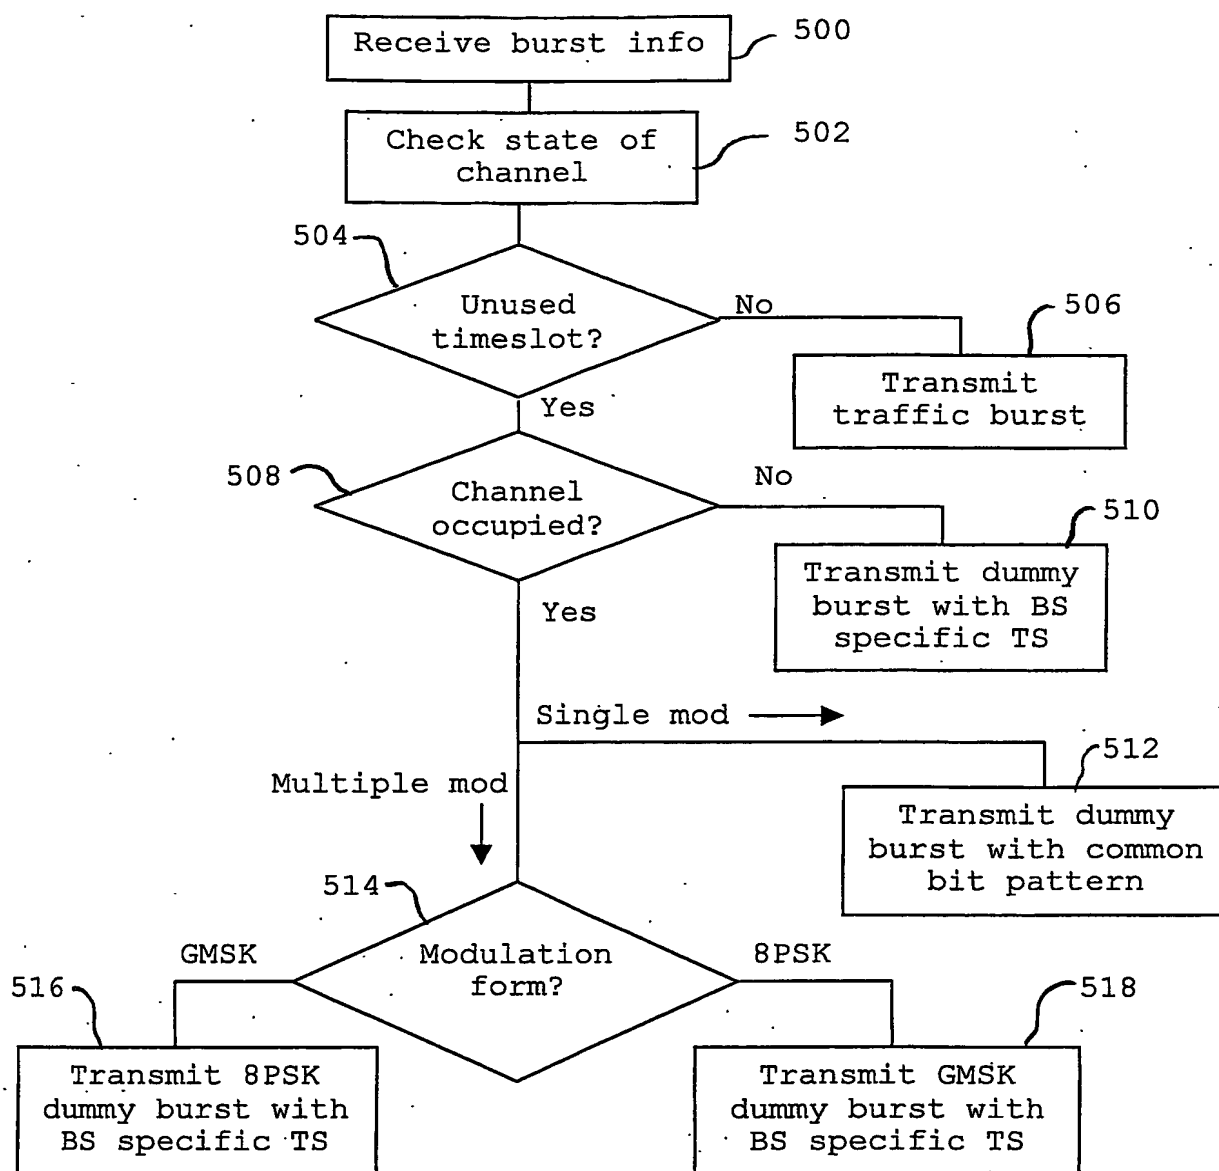 Receive burst info
500
Check state of
channel
502
504
Unused
timeslot?
No
506
Transmit
traffic burst
Yes
508
Channel
occupied?
No
510
Transmit dummy
burst with BS
specific TS
Yes
Single mod
512
Multiple mod
Transmit dummy
burst with common
bit pattern
514
GMSK
Modulation
form?
8PSK
516
518
Transmit 8PSK
dummy burst with
BS specific TS
Transmit GMSK
dummy burst with
BS specific TS